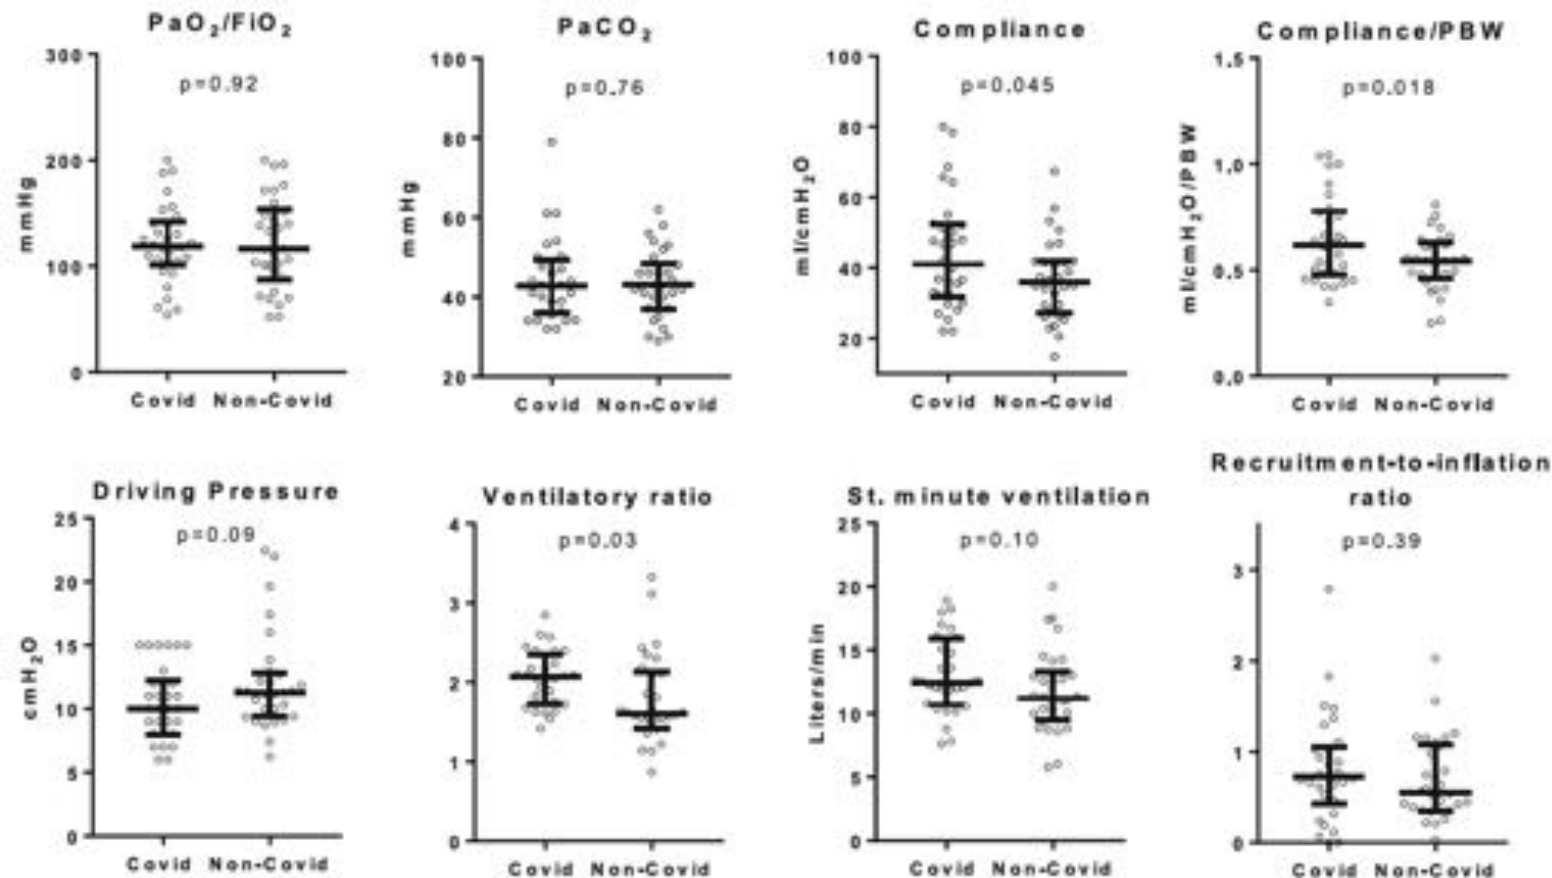 PaO₂/FiO₂
p=0.92
mmHg
300
200
100
0
Covid Non-Covid
PaCO₂
p=0.76
mmHg
100
80
60
40
20
Covid Non-Covid
Compliance
p=0.045
ml/cmH₂O
100
80
60
40
20
Covid Non-Covid
Compliance/PBW
p=0.018
ml/cmH₂O/PBW
1.5
1.0
0.5
0.0
Covid Non-Covid
Driving Pressure
p=0.09
cmH₂O
25
20
15
10
5
0
Covid Non-Covid
Ventilatory ratio
p=0.03
4
3
2
1
0
Covid Non-Covid
St. minute ventilation
p=0.10
Liters/min
25
20
15
10
5
0
Covid Non-Covid
Recruitment-to-inflation
ratio
p=0.39
3
2
1
0
Covid Non-Covid